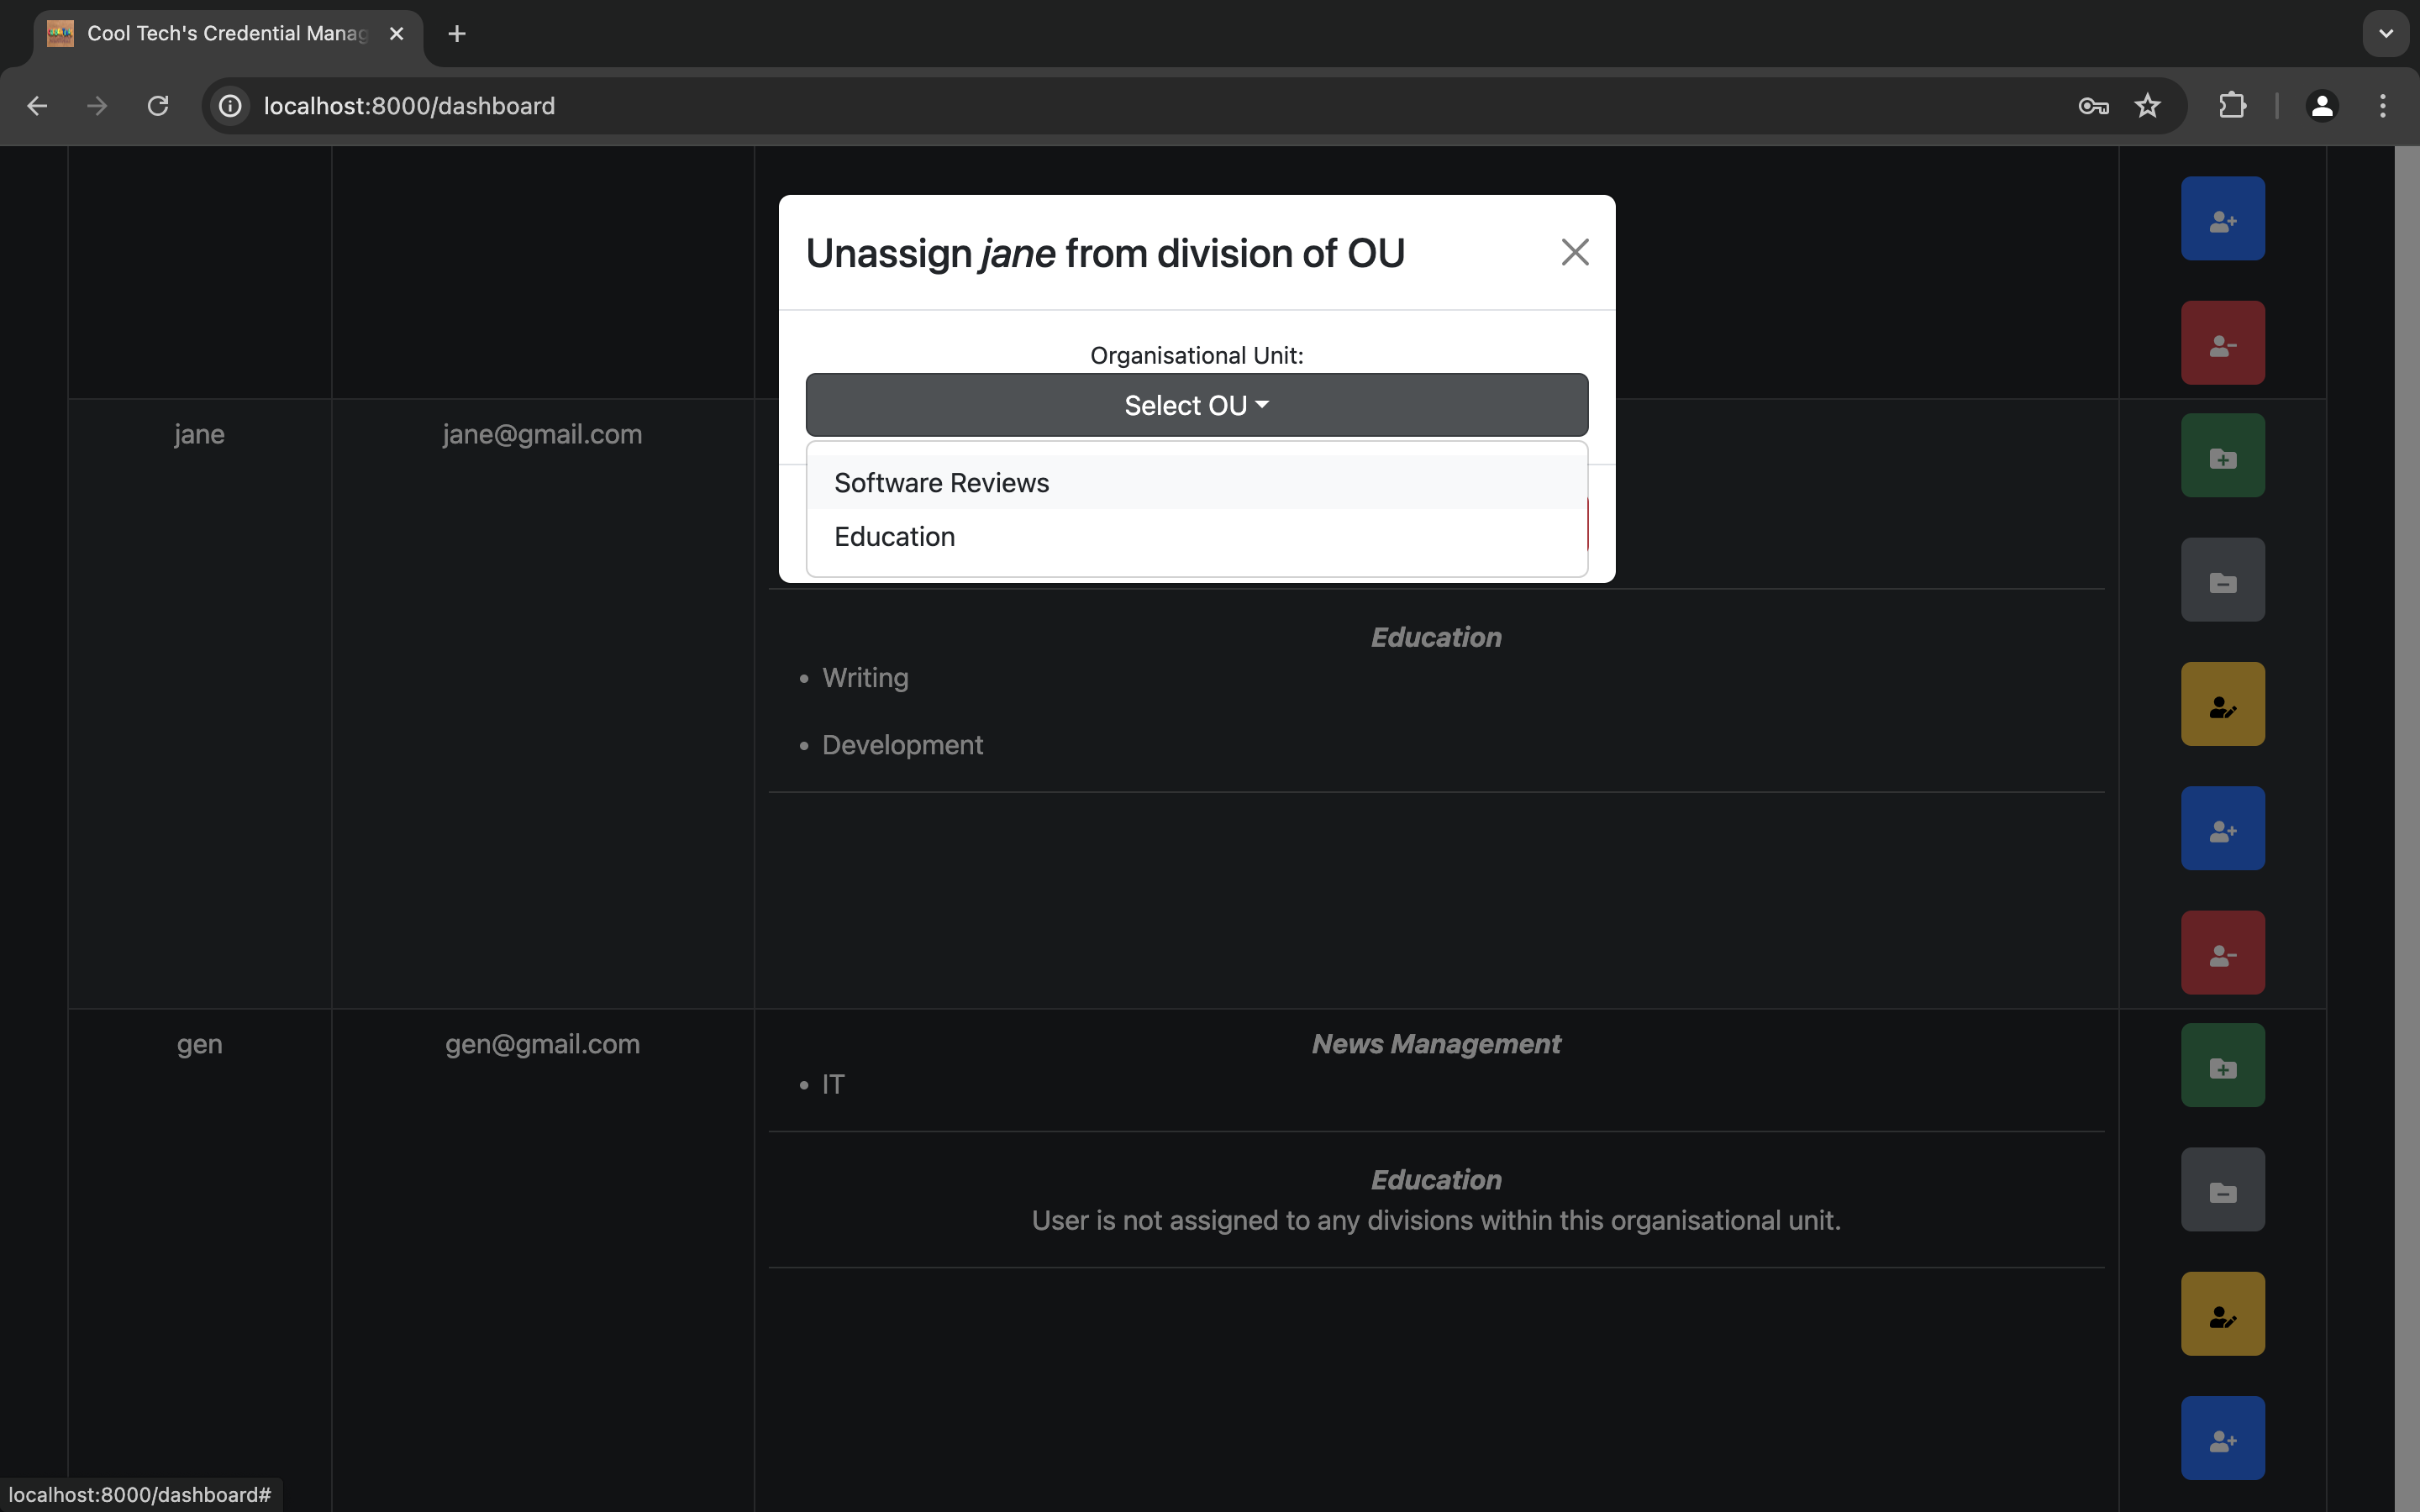 Cool Tech's Credential Manag
localhost:8000/dashboard
Unassign jane from division of OU
Organisational Unit:
Select OU
Software Reviews
Education
jane
jane@gmail.com
Education
• Writing
• Development
gen
gen@gmail.com
News Management
• IT
Education
User is not assigned to any divisions within this organisational unit.
localhost:8000/dashboard#